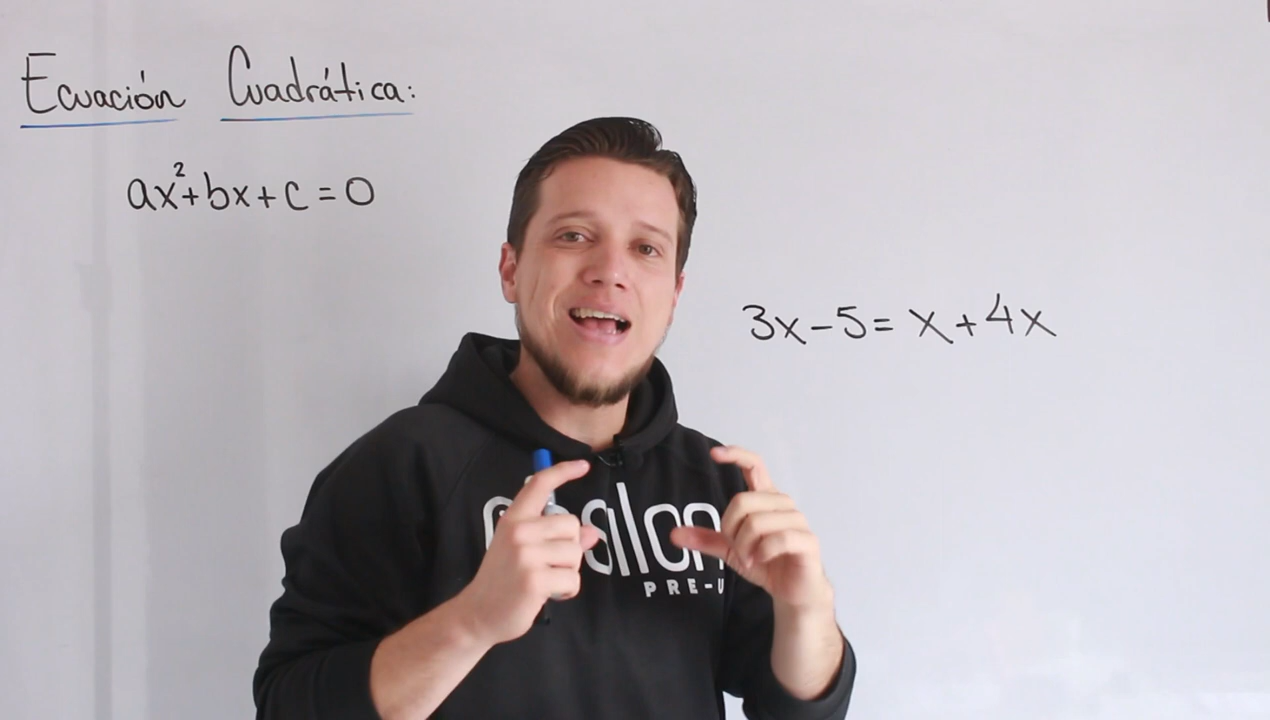 Ecuación Cuadrática:
ax²+bx+c=0
3x-5=x+4x
PRE-U